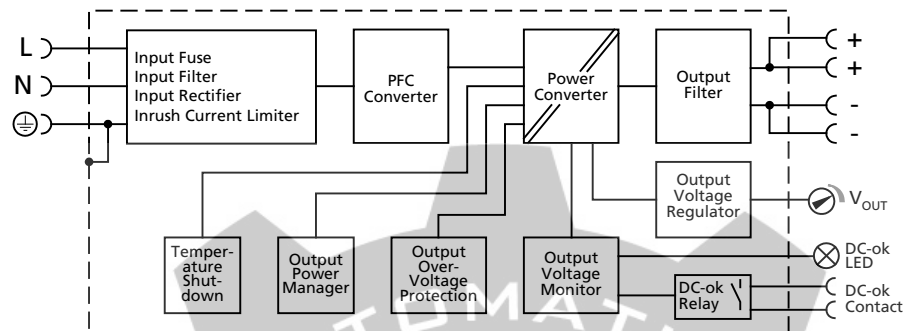 L
N
Input Fuse
Input Filter
Input Rectifier
Inrush Current Limiter
PFC
Converter
Power
Converter
Output
Filter
+
+
-
-
Output
Voltage
Regulator
VOUT
Temper-
ature
Shut-
down
Output
Power
Manager
Output
Over-
Voltage
Protection
Output
Voltage
Monitor
DC-ok
Relay
DC-ok
LED
DC-ok
Contact
TOMATI